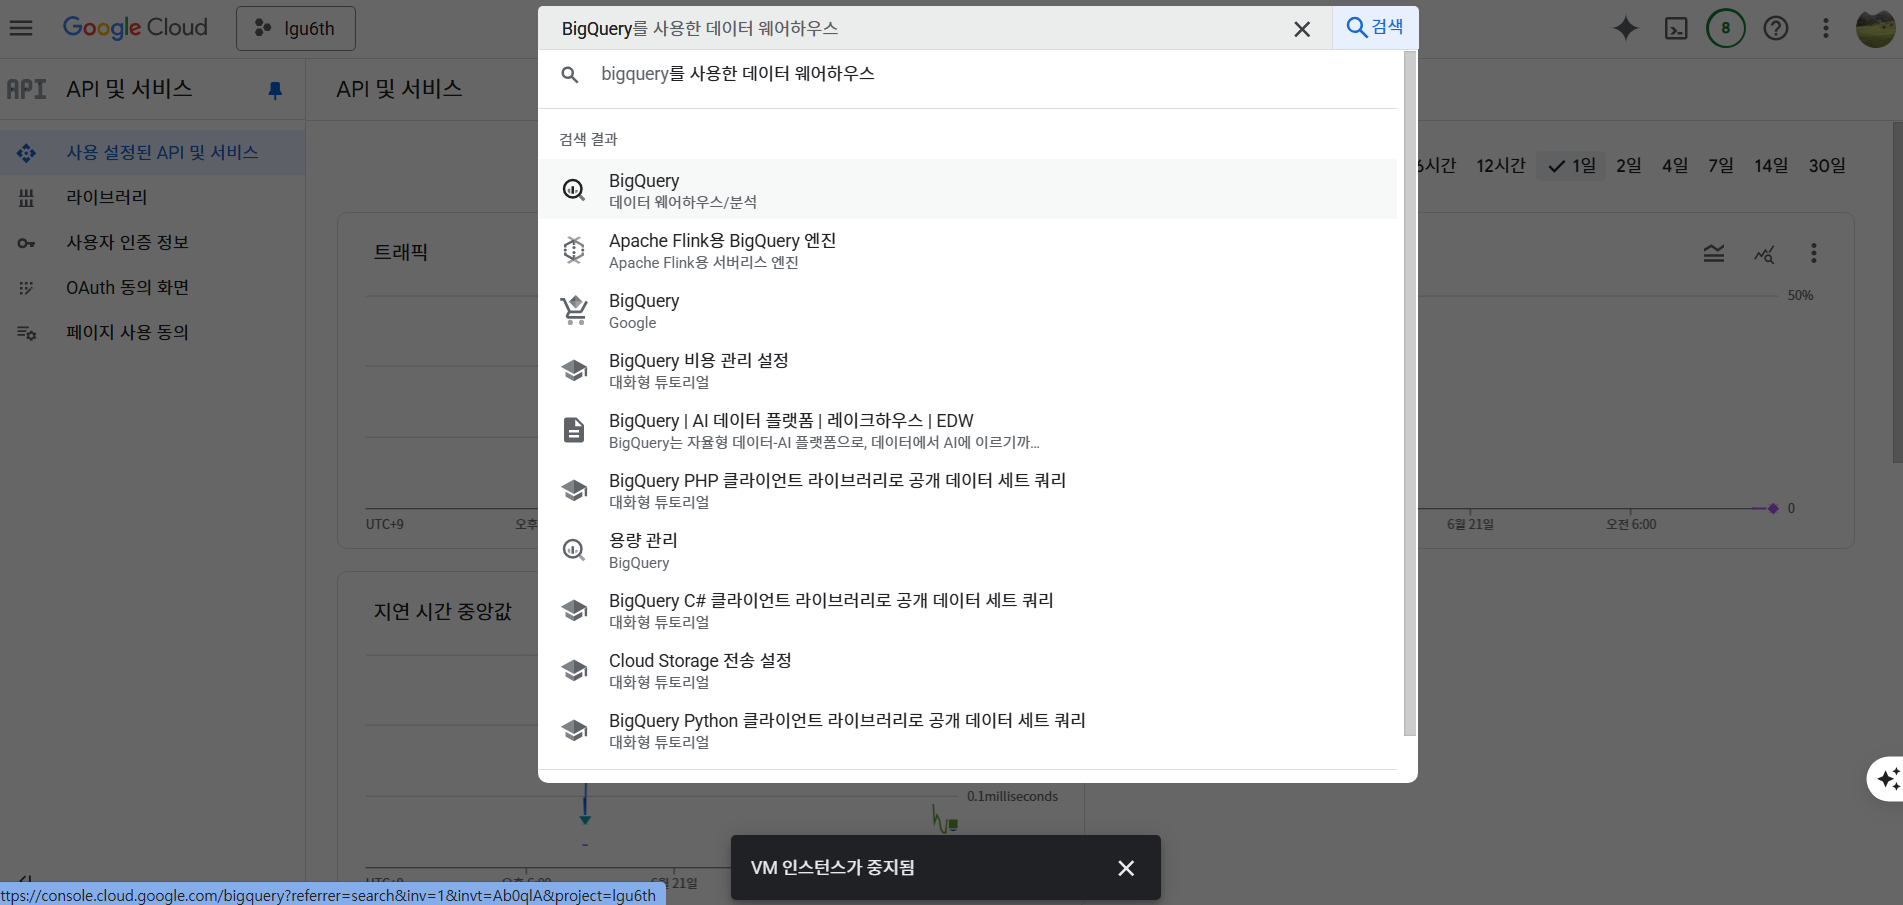 Google Cloud
lgu6th
BigQuery를 사용한 데이터 웨어하우스
검색
8
API
API 및 서비스
API 및 서비스
bigquery를 사용한 데이터 웨어하우스
검색 결과
사용 설정된 API 및 서비스
라이브러리
사용자 인증 정보
OAuth 동의 화면
페이지 사용 동의
BigQuery
데이터 웨어하우스/분석
Apache Flink용 BigQuery 엔진
Apache Flink용 서버리스 엔진
BigQuery
Google
BigQuery 비용 관리 설정
대화형 튜토리얼
BigQuery | AI 데이터 플랫폼 | 레이크하우스 | EDW
BigQuery는 자율형 데이터-AI 플랫폼으로, 데이터에서 AI에 이르기까...
BigQuery PHP 클라이언트 라이브러리로 공개 데이터 세트 쿼리
대화형 튜토리얼
용량 관리
BigQuery
BigQuery C# 클라이언트 라이브러리로 공개 데이터 세트 쿼리
대화형 튜토리얼
Cloud Storage 전송 설정
대화형 튜토리얼
BigQuery Python 클라이언트 라이브러리로 공개 데이터 세트 쿼리
대화형 튜토리얼
6시간 12시간 1일 2일 4일 7일 14일 30일
트래픽
50%
0
UTC+9 오후 6월 21일 오전 6:00
지연 시간 중앙값
0.1milliseconds
21일
VM 인스턴스가 중지됨
ttps://console.cloud.google.com/bigquery?referrer=search&inv=1&invt=Ab0qlA&project=lgu6th